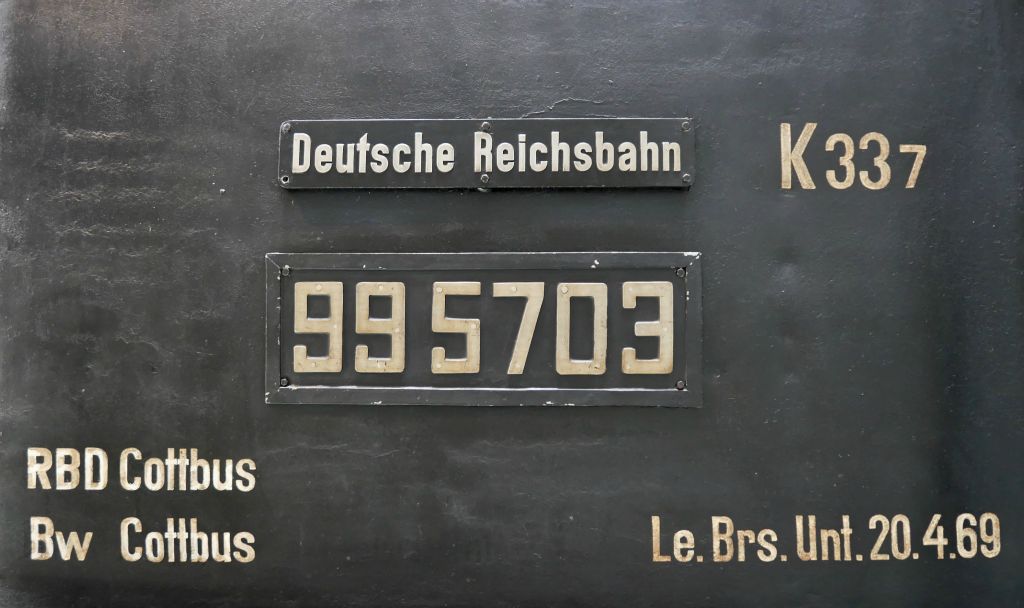 Deutsche Reichsbahn
K 33 7
99 5703
RBD Cottbus
Bw Cottbus
Le. Brs. Unt. 20.4.69